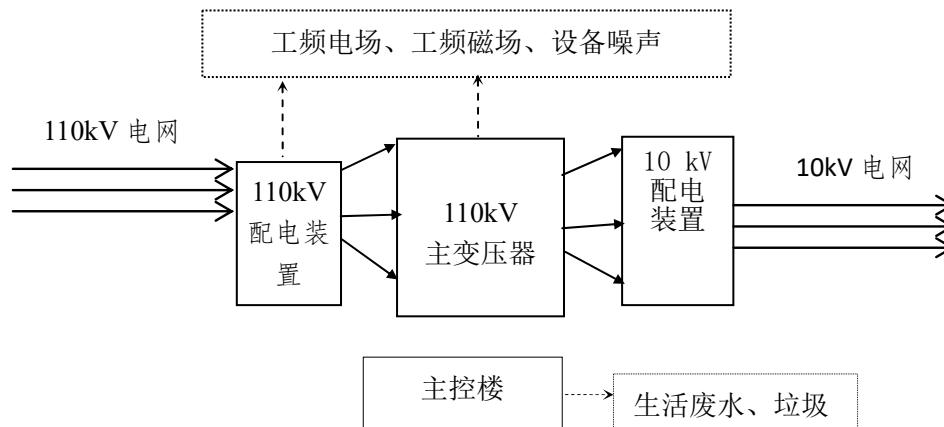 工频电场、工频磁场、设备噪声
110kV 电网
110kV
配电装
置
110kV
主变压器
10 kV
配电
装置
10kV 电网
主控楼
生活废水、垃圾